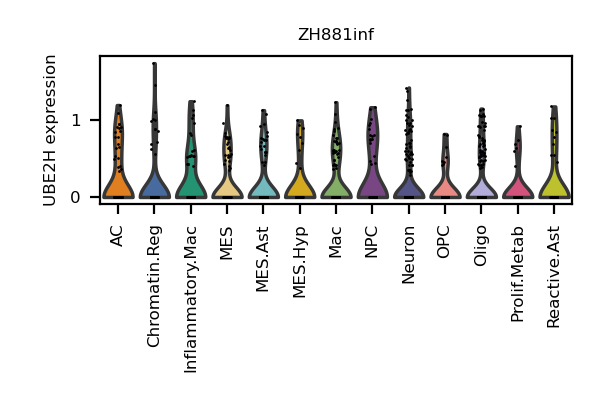 ZH881inf
UBE2H expression
1
0
AC
Chromatin.Reg
Inflammatory.Mac
MES
MES.Ast
MES.Hyp
Mac
NPC
Neuron
OPC
Oligo
Prolif.Metab
Reactive.Ast